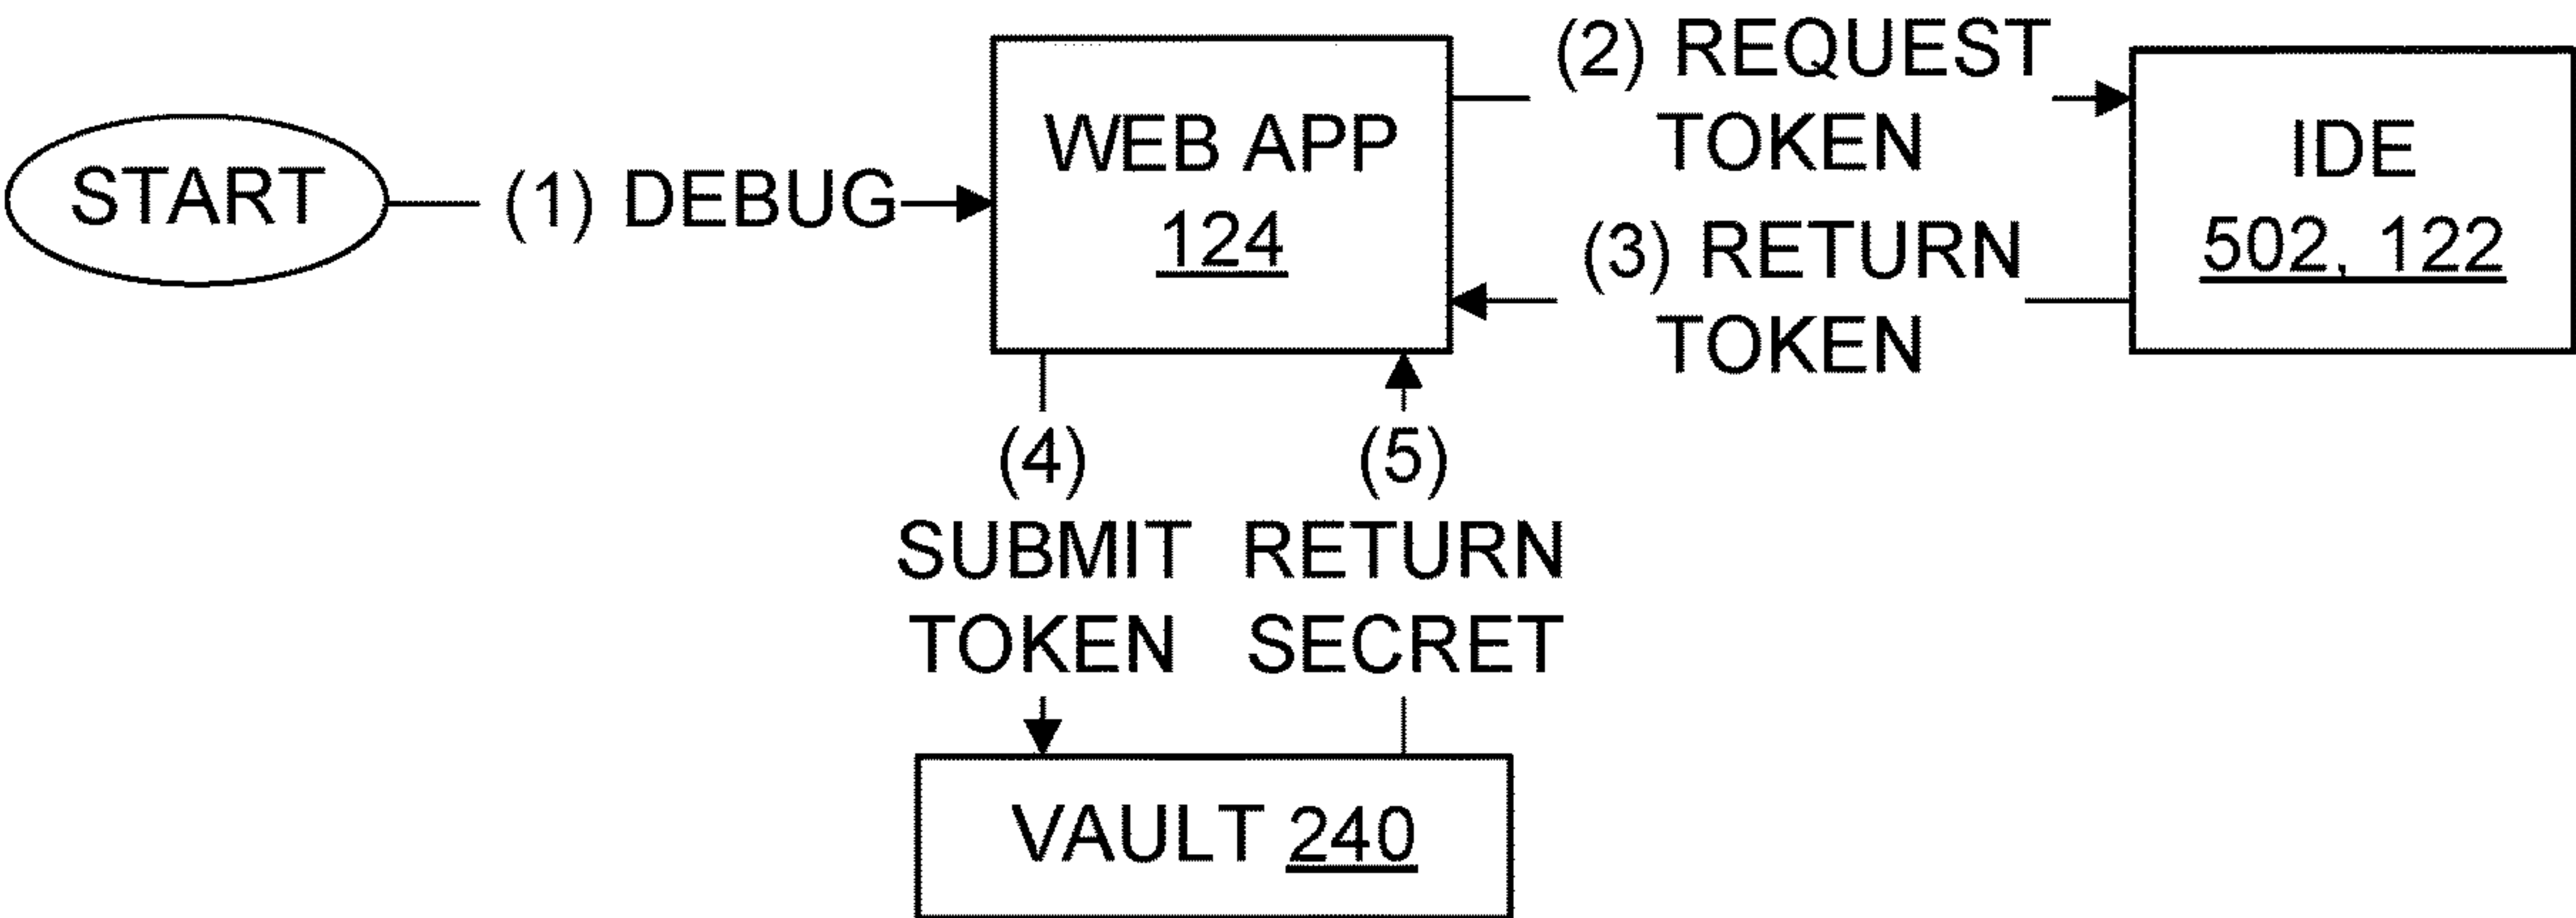 START
(1) DEBUG
WEB APP
124
(2) REQUEST
TOKEN
(3) RETURN
TOKEN
IDE
502, 122
(4)
SUBMIT
TOKEN
(5)
RETURN
SECRET
VAULT 240